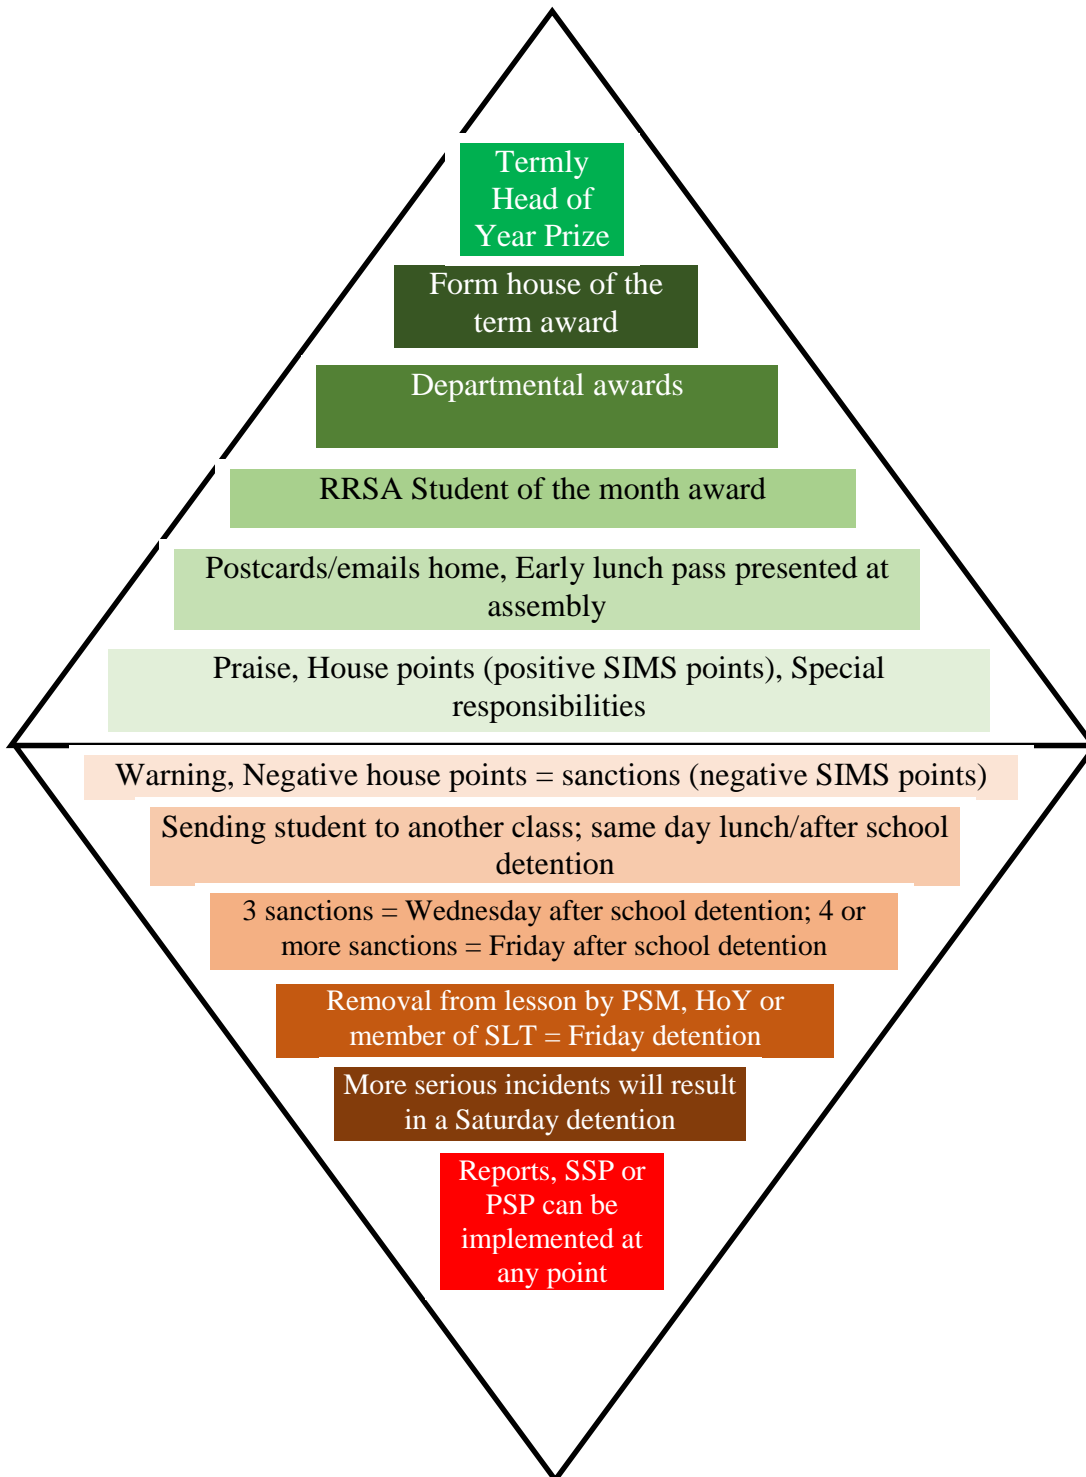 Termly
Head of
Year Prize
Form house of the
term award
Departmental awards
RRSA Student of the month award
Postcards/emails home, Early lunch pass presented at
assembly
Praise, House points (positive SIMS points), Special
responsibilities
Warning, Negative house points = sanctions (negative SIMS points)
Sending student to another class; same day lunch/after school
detention
3 sanctions = Wednesday after school detention; 4 or
more sanctions = Friday after school detention
Removal from lesson by PSM, HoY or
member of SLT = Friday detention
More serious incidents will result
in a Saturday detention
Reports, SSP or
PSP can be
implemented at
any point